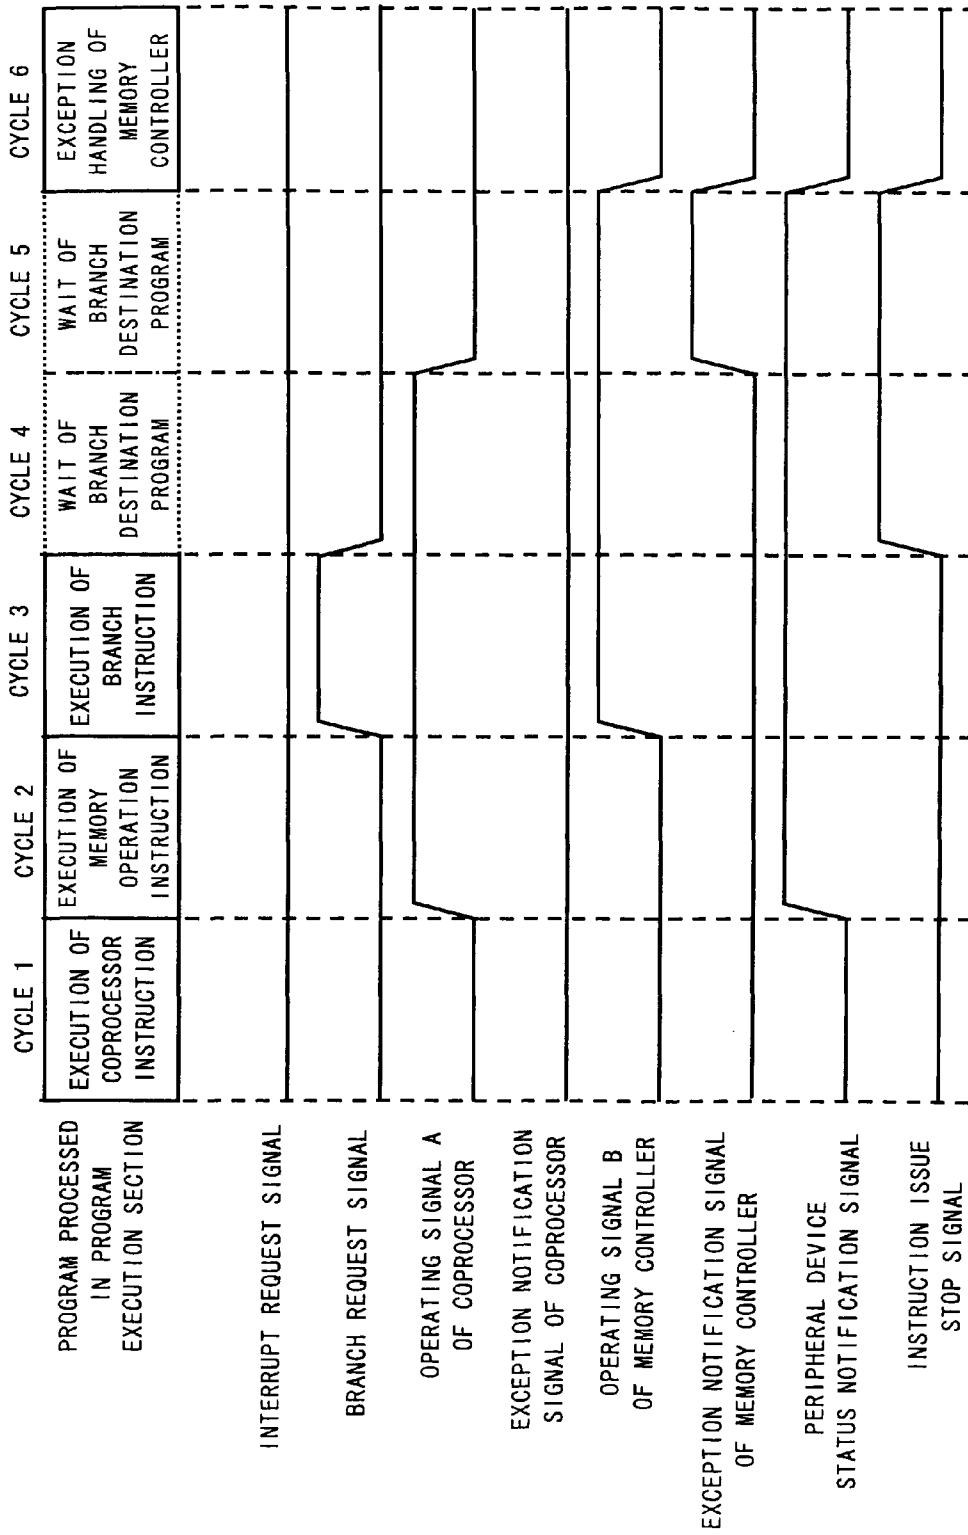 CYCLE 1
CYCLE 2
CYCLE 3
CYCLE 4
CYCLE 5
CYCLE 6
PROGRAM PROCESSED
IN PROGRAM
EXECUTION SECTION
EXECUTION OF
COPROCESSOR
INSTRUCTION
EXECUTION OF
MEMORY
OPERATION
INSTRUCTION
EXECUTION OF
BRANCH
INSTRUCTION
WAIT OF
BRANCH
DESTINATION
PROGRAM
WAIT OF
BRANCH
DESTINATION
PROGRAM
EXCEPTION
HANDLING OF
MEMORY
CONTROLLER
INTERRUPT REQUEST SIGNAL
BRANCH REQUEST SIGNAL
OPERATING SIGNAL A
OF COPROCESSOR
EXCEPTION NOTIFICATION
SIGNAL OF COPROCESSOR
OPERATING SIGNAL B
OF MEMORY CONTROLLER
EXCEPTION NOTIFICATION SIGNAL
OF MEMORY CONTROLLER
PERIPHERAL DEVICE
STATUS NOTIFICATION SIGNAL
INSTRUCTION ISSUE
STOP SIGNAL